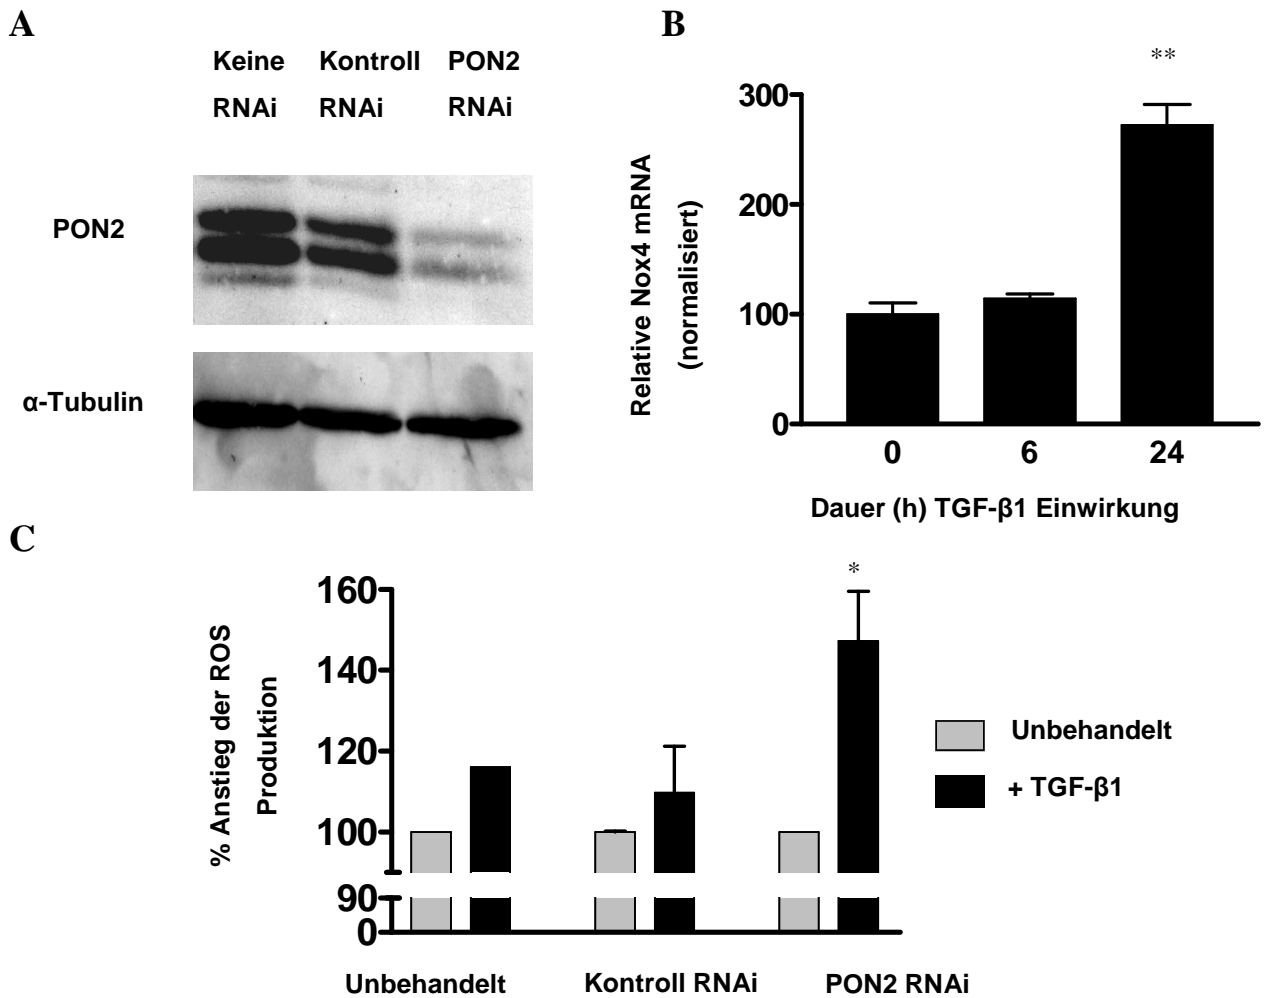 A
Keine Kontroll PON2
RNAi RNAi RNAi
PON2
α-Tubulin
B
**
300
200
100
0
Relative Nox4 mRNA
(normalisiert)
0 6 24
Dauer (h) TGF-β1 Einwirkung
C
*
160
140
120
100
90
0
% Anstieg der ROS
Produktion
Unbehandelt
+ TGF-β1
Unbehandelt Kontroll RNAi PON2 RNAi